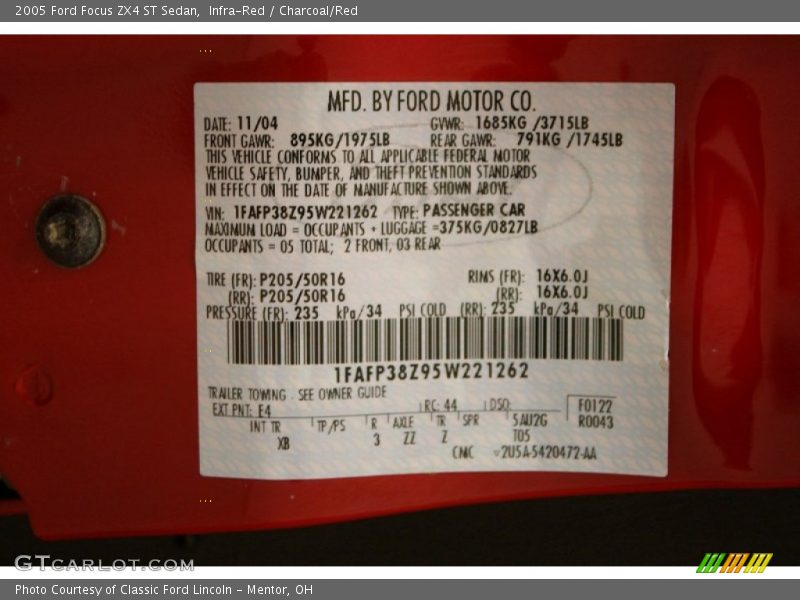 2005 Ford Focus ZX4 ST Sedan,  Infra-Red / Charcoal/Red
MFD. BY FORD MOTOR CO.
DATE: 11/04 GVWR: 1685KG /3715LB
FRONT GAWR: 895KG/1975LB REAR GAWR: 791KG /1745LB
THIS VEHICLE CONFORMS TO ALL APPLICABLE FEDERAL MOTOR
VEHICLE SAFETY, BUMPER, AND THEFT PREVENTION STANDARDS
IN EFFECT ON THE DATE OF MANUFACTURE SHOWN ABOVE.
VIN: 1FAFP38Z95W221262 TYPE: PASSENGER CAR
MAXIMUM LOAD = OCCUPANTS + LUGGAGE =375KG/0827LB
OCCUPANTS = 05 TOTAL; 2 FRONT, 03 REAR
TIRE (FR): P205/50R16 RIMS (FR): 16X6.0J
(RR): P205/50R16 (RR): 16X6.0J
PRESSURE (FR): 235 kPa/34 PSI COLD (RR): 235 kPa/34 PSI COLD
1FAFP38Z95W221262
TRAILER TOWING - SEE OWNER GUIDE
EXT PNT: E4 RC: 44 DSO: F0122
INT TR TP/PS R AXLE TR SPR 5AU2G R0043
XB 3 ZZ Z T05
CMC 2U5A-5420472-AA
GTCARLOT.COM
Photo Courtesy of Classic Ford Lincoln - Mentor, OH